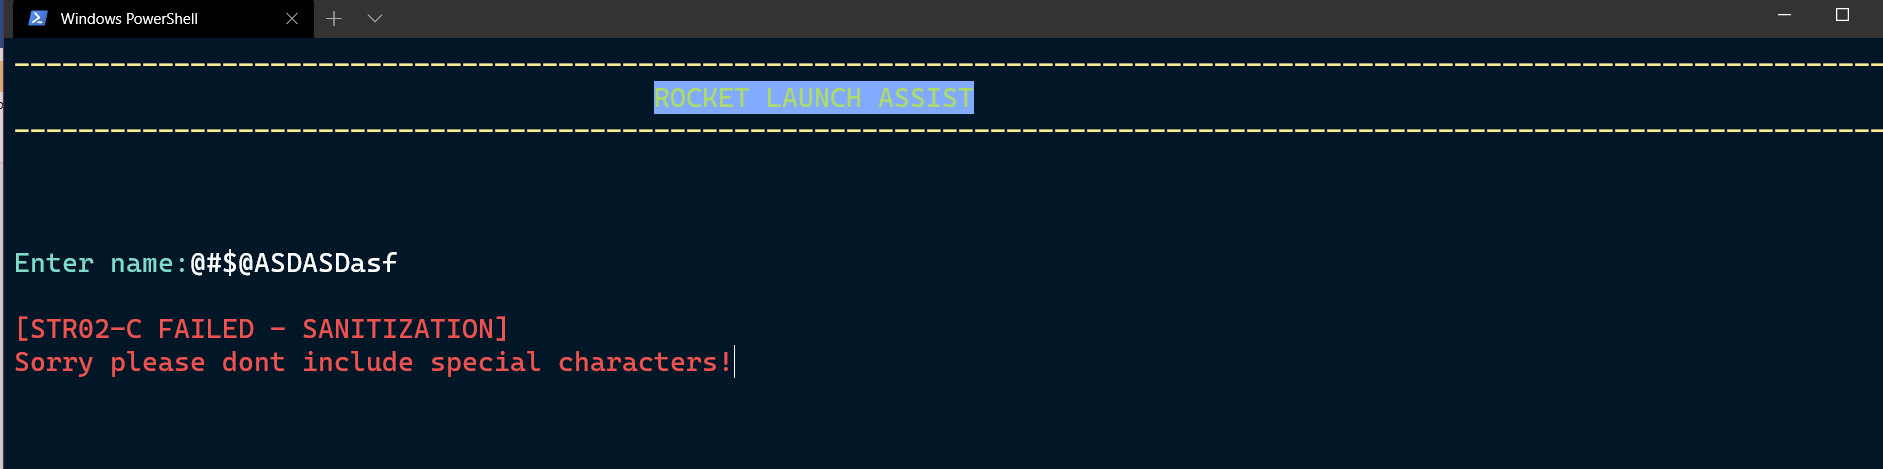 Windows PowerShell
---------------------------------------------------------------------------------------------------------------------
ROCKET LAUNCH ASSIST
---------------------------------------------------------------------------------------------------------------------
Enter name:@#$@ASDASDasf
[STR02-C FAILED - SANITIZATION]
Sorry please dont include special characters!